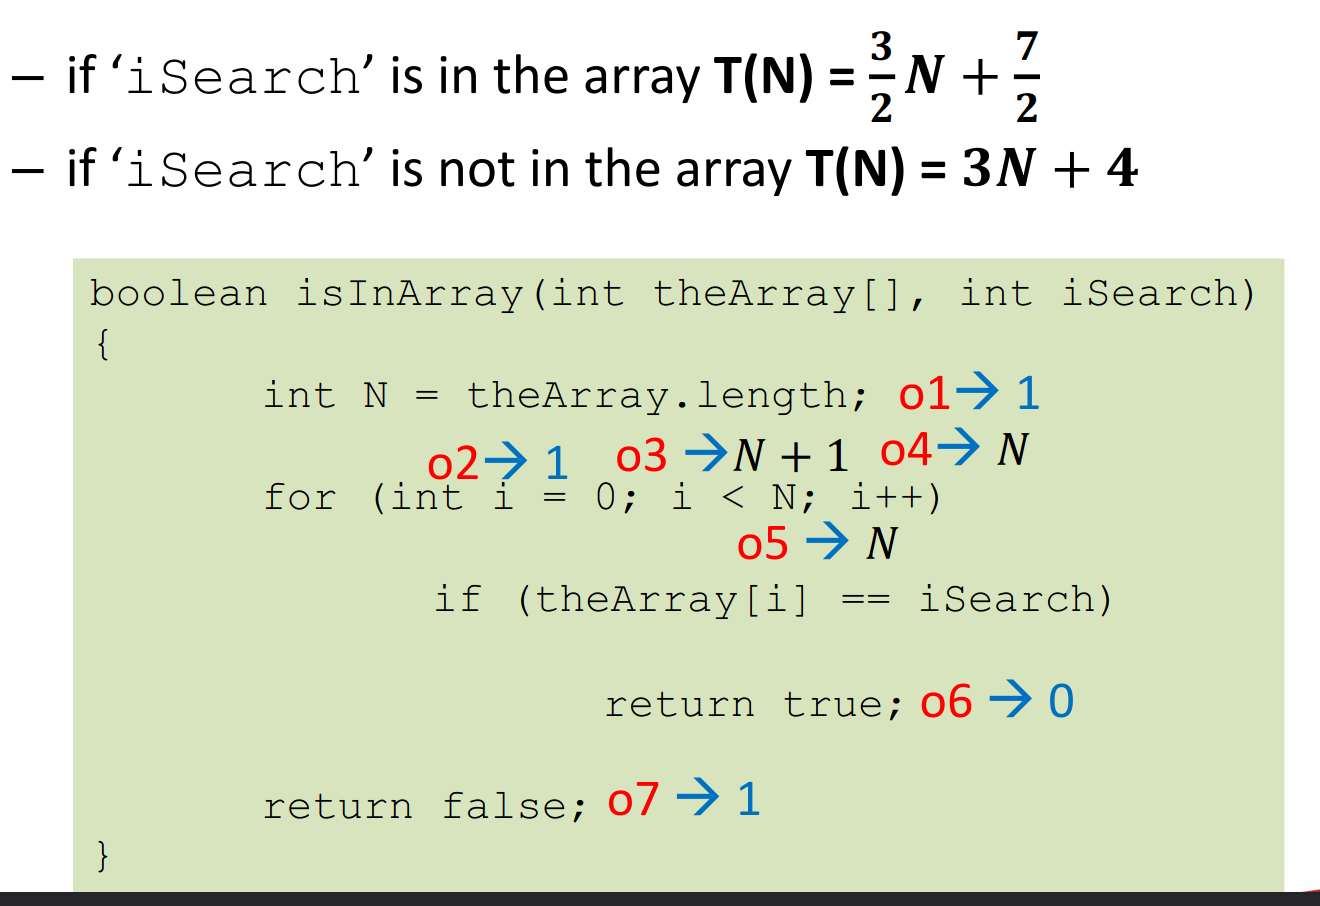 – if ‘iSearch’ is in the array T(N) = 3/2 N + 7/2
– if ‘iSearch’ is not in the array T(N) = 3N + 4
boolean isInArray(int theArray[], int iSearch)
{
int N = theArray.length; o1→ 1
o2→ 1 o3 →N + 1 o4→ N
for (int i = 0; i < N; i++)
o5 → N
if (theArray[i] == iSearch)
return true; o6 → 0
return false; o7 → 1
}